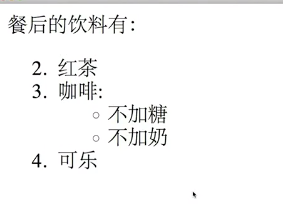 餐后的饮料有：
2. 红茶
3. 咖啡:
○ 不加糖
○ 不加奶
4. 可乐